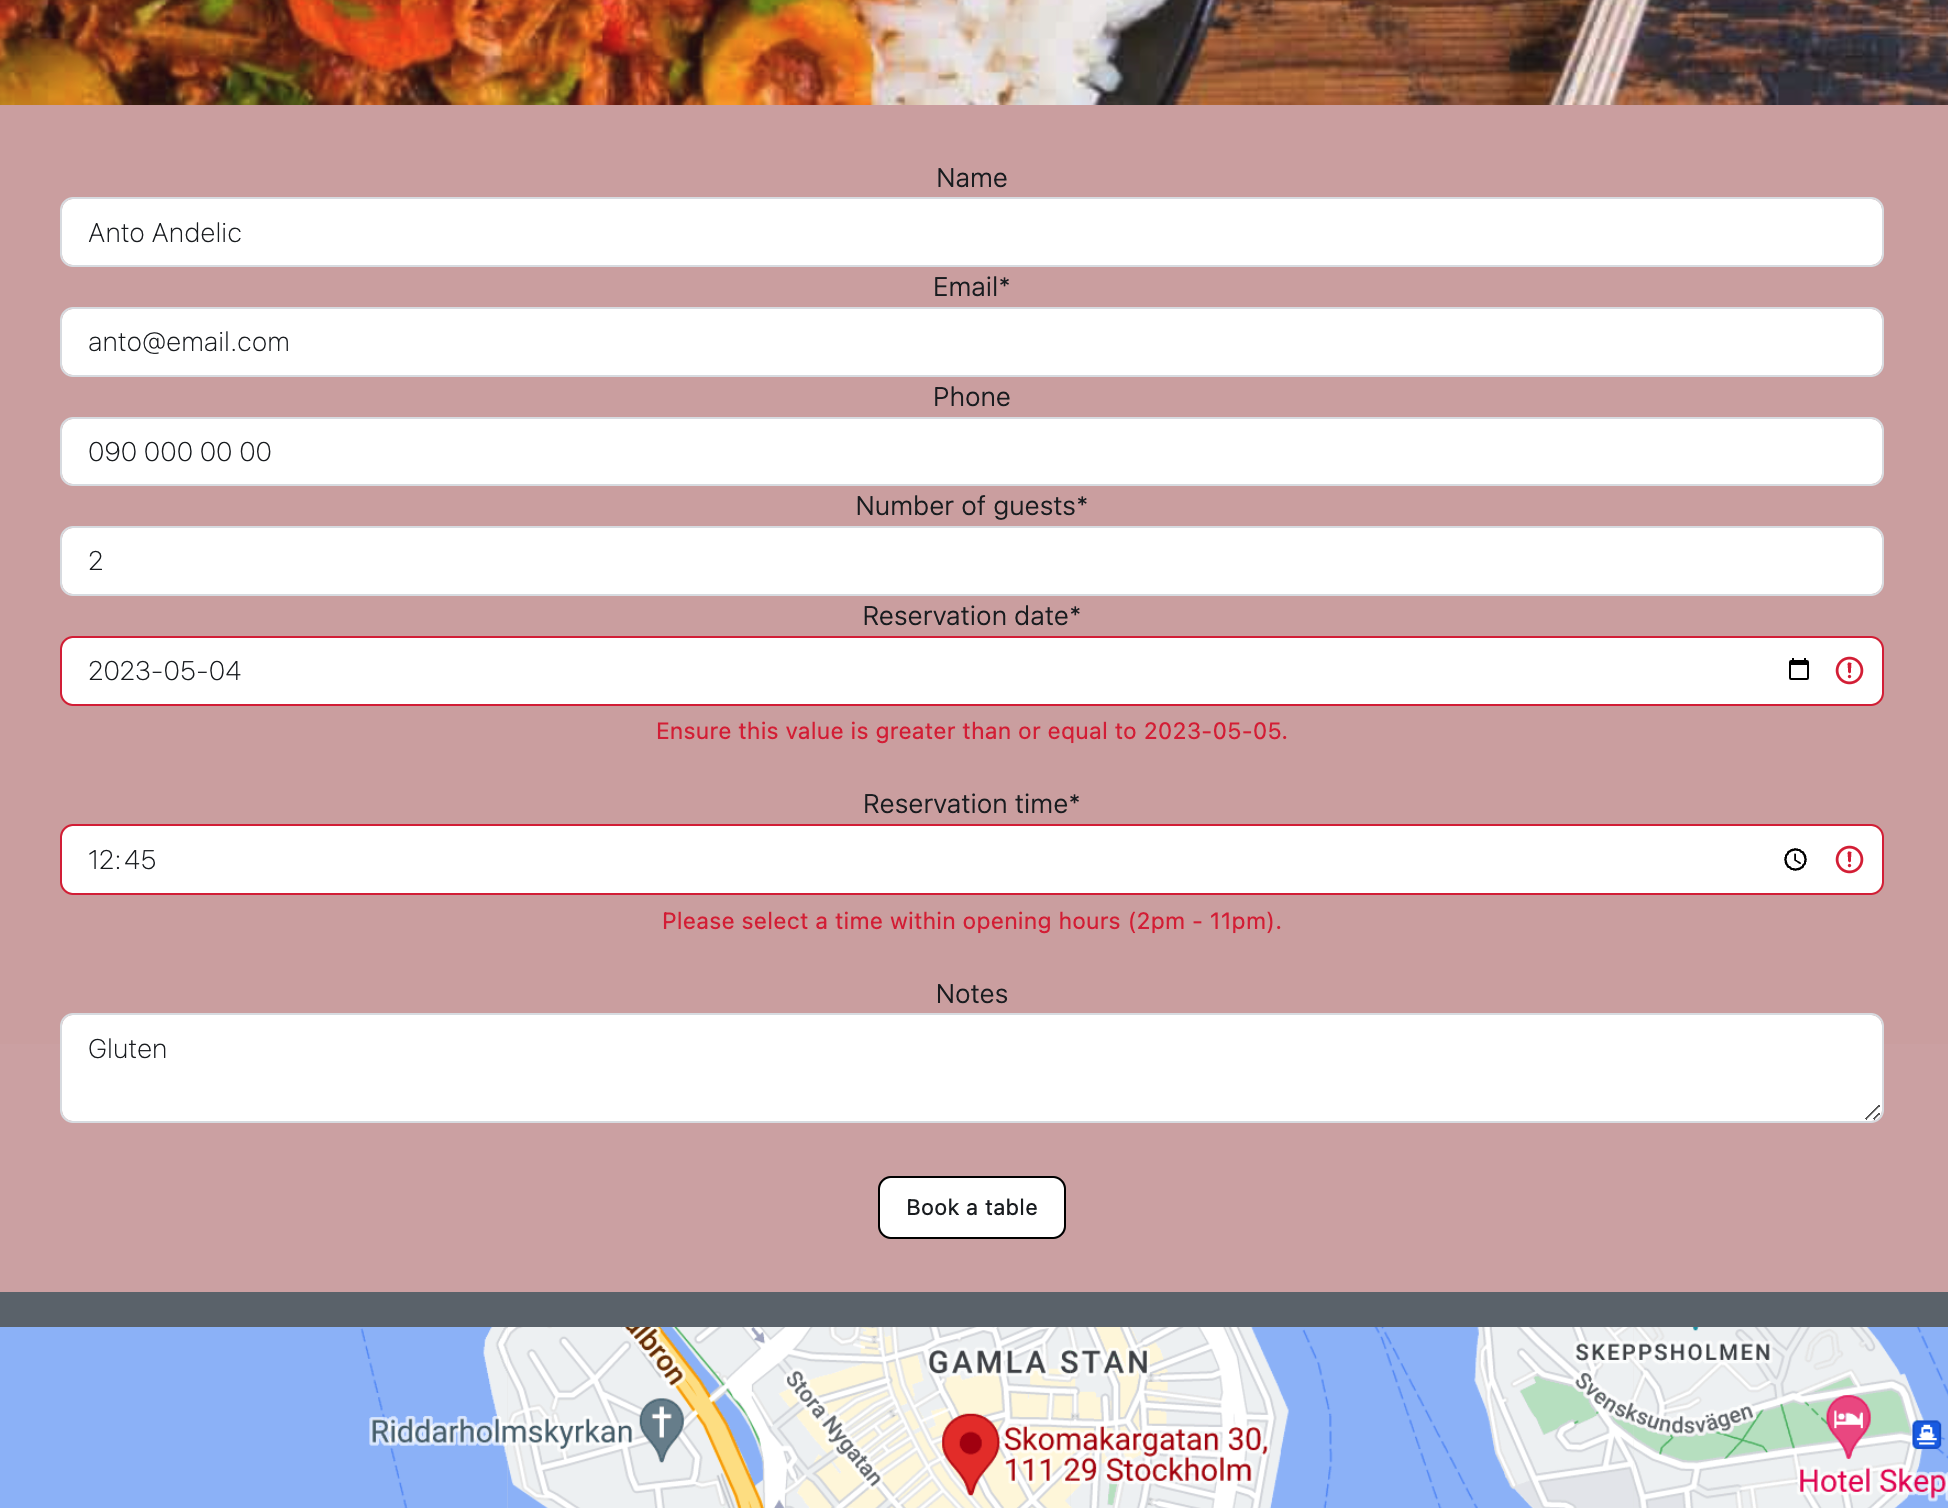 Name
Anto Andelic
Email*
anto@email.com
Phone
090 000 00 00
Number of guests*
2
Reservation date*
2023-05-04
Ensure this value is greater than or equal to 2023-05-05.
Reservation time*
12:45
Please select a time within opening hours (2pm - 11pm).
Notes
Gluten
Book a table
GAMLA STAN
SKEPPSHOLMEN
Stora Nygatan
Svensksundsvägen
Riddarholmskyrkan
Skomakargatan 30,
111 29 Stockholm
Hotel Skep